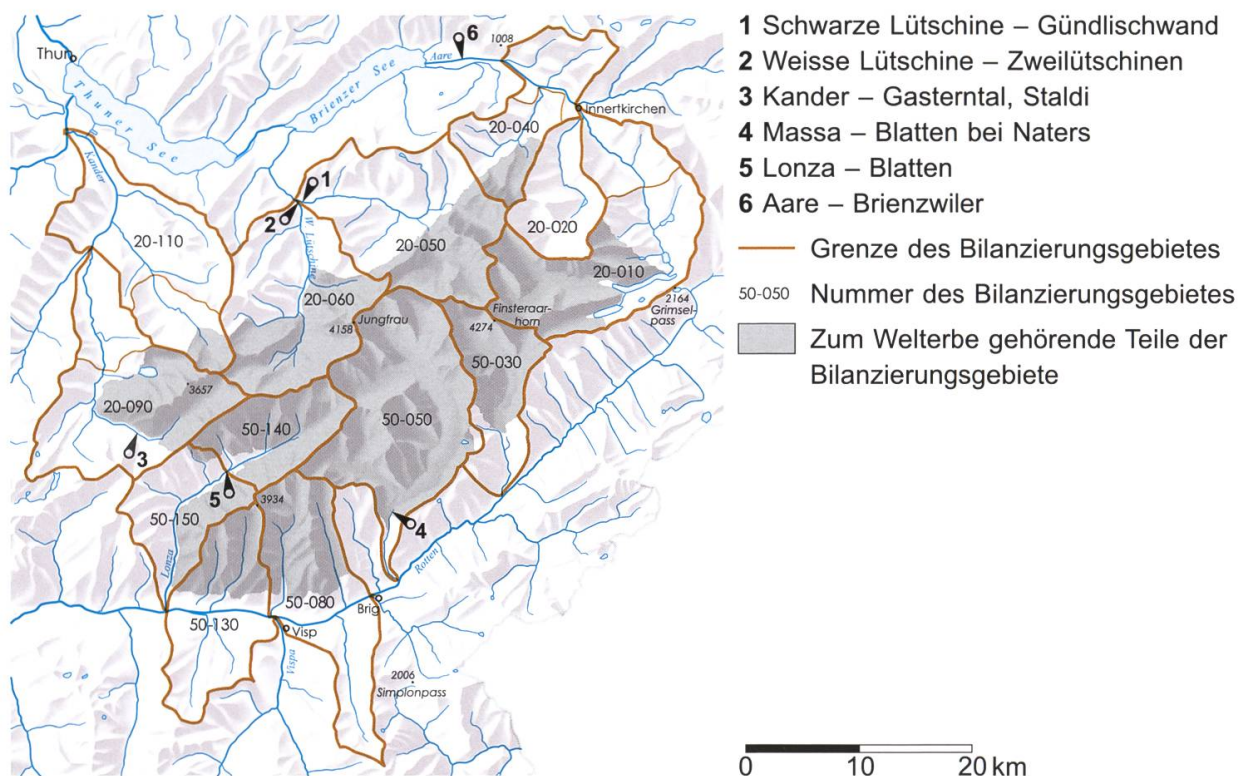 1 Schwarze Lütschine – Gündlischwand
2 Weisse Lütschine – Zweilütschinen
3 Kander – Gasterntal, Staldi
4 Massa – Blatten bei Naters
5 Lonza – Blatten
6 Aare – Brienzwiler
Grenze des Bilanzierungsgebietes
50-050 Nummer des Bilanzierungsgebietes
Zum Welterbe gehörende Teile der
Bilanzierungsgebiete
0 10 20 km
6
1008
Thun
Aare
Thuner See
Brienzer See
Innertkirchen
20-040
Kander
1
2
20-110
W. Lütschine
20-050
20-020
20-010
20-060
2164
Grimsel-
pass
4158
Jungfrau
Finsteraar-
horn
4274
50-030
3657
20-090
50-140
50-050
3
5
3934
50-150
4
Lonza
Rotten
50-080
Brig
50-130
Visp
Vispa
2006
Simplonpass